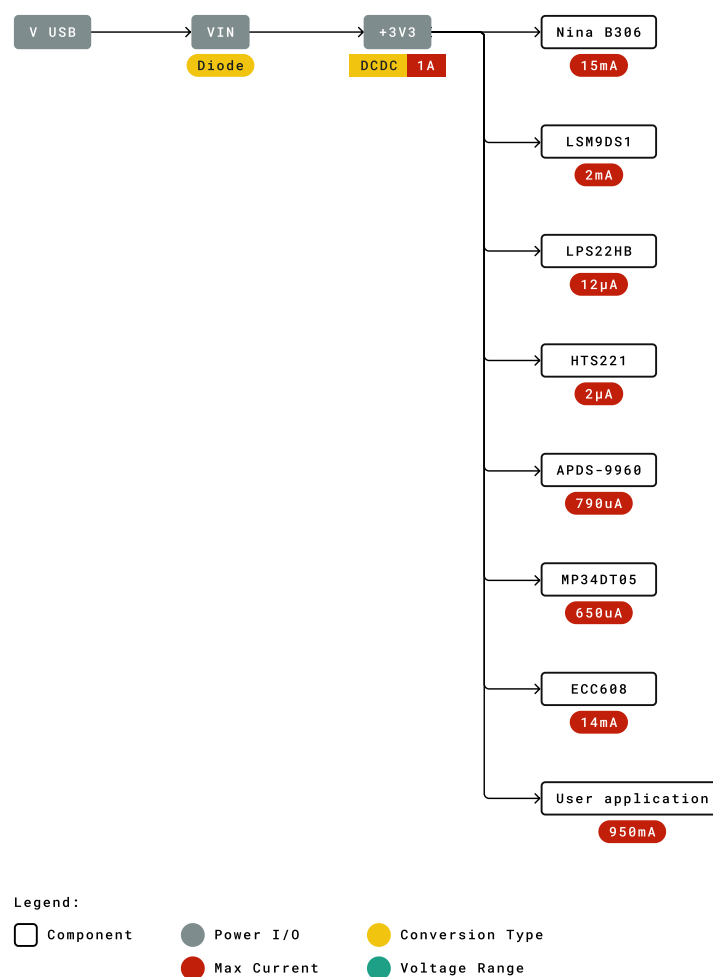 V USB
VIN
+3V3
Nina B306
Diode
DCDC 1A
15mA
LSM9DS1
2mA
LPS22HB
12µA
HTS221
2µA
APDS-9960
790uA
MP34DT05
650uA
ECC608
14mA
User application
950mA
Legend:
Component
Power I/O
Conversion Type
Max Current
Voltage Range